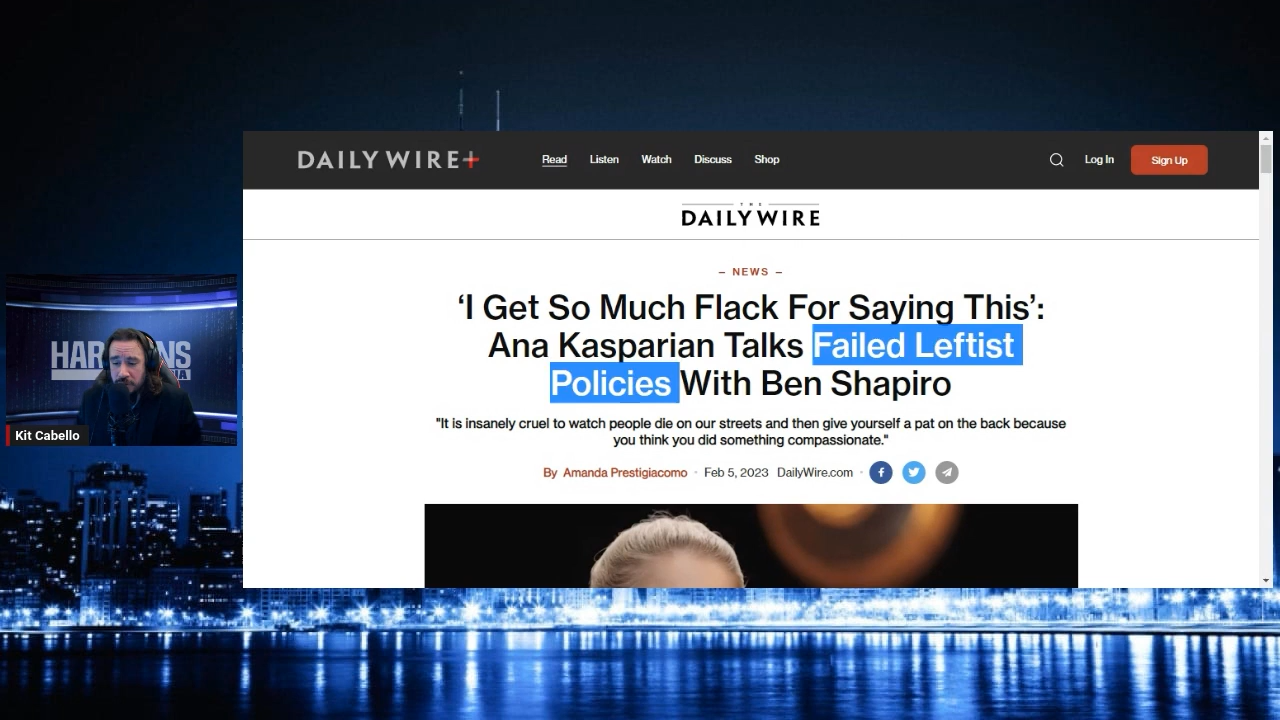 DAILY WIRE+
Read
Listen
Watch
Discuss
Shop
Log In
Sign Up
THE
DAILY WIRE
– NEWS –
‘I Get So Much Flack For Saying This’:
Ana Kasparian Talks Failed Leftist
Policies With Ben Shapiro
"It is insanely cruel to watch people die on our streets and then give yourself a pat on the back because
you think you did something compassionate."
By Amanda Prestigiacomo · Feb 5, 2023 DailyWire.com ·
Kit Cabello